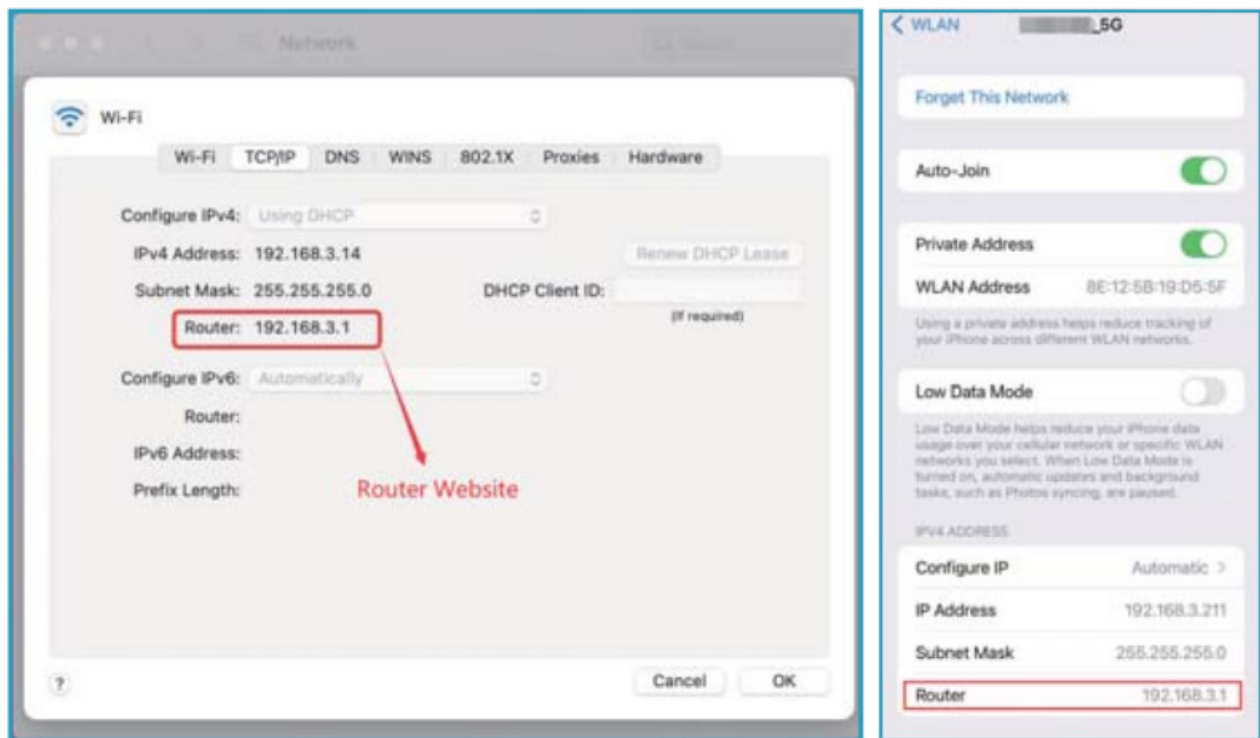 Network
Wi-Fi
Wi-Fi TCP/IP DNS WINS 802.1X Proxies Hardware
Configure IPv4: Using DHCP
IPv4 Address: 192.168.3.14 Renew DHCP Lease
Subnet Mask: 255.255.255.0 DHCP Client ID:
(If required)
Router: 192.168.3.1
Configure IPv6: Automatically
Router:
IPv6 Address:
Prefix Length:
Router Website
? Cancel OK
WLAN _5G
Forget This Network
Auto-Join
Private Address
WLAN Address 8E:12:5B:19:D5:5F
Using a private address helps reduce tracking of
your iPhone across different WLAN networks.
Low Data Mode
Low Data Mode helps reduce your iPhone data
usage over your cellular network or specific WLAN
networks you select. When Low Data Mode is
turned on, automatic updates and background
tasks, such as Photos syncing, are paused.
IPV4 ADDRESS
Configure IP Automatic >
IP Address 192.168.3.211
Subnet Mask 255.255.255.0
Router 192.168.3.1